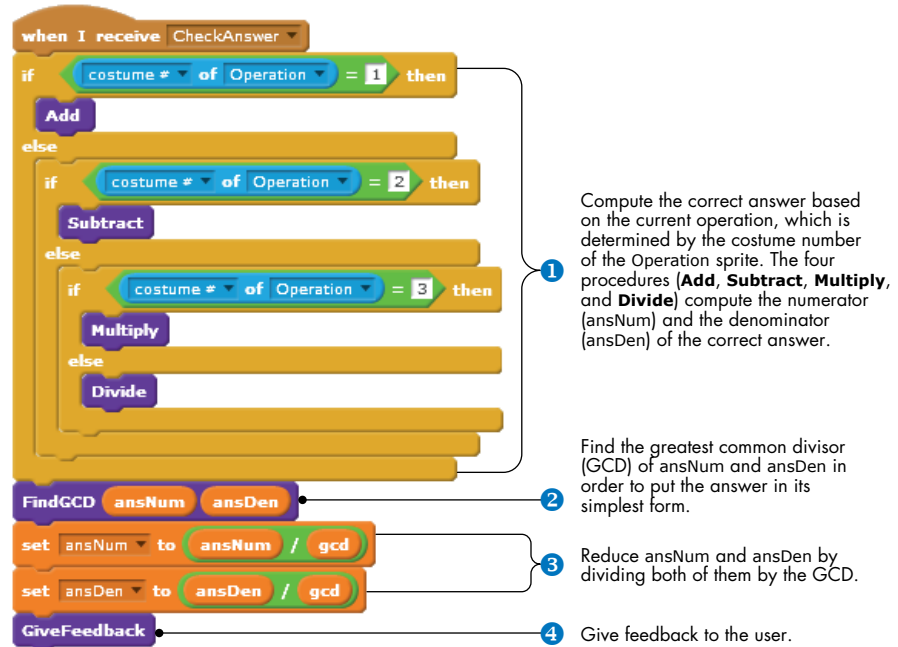 when I receive CheckAnswer
if costume # of Operation = 1 then
Add
else
if costume # of Operation = 2 then
Subtract
else
if costume # of Operation = 3 then
Multiply
else
Divide
FindGCD ansNum ansDen
set ansNum to ansNum / gcd
set ansDen to ansDen / gcd
GiveFeedback
1
Compute the correct answer based
on the current operation, which is
determined by the costume number
of the Operation sprite. The four
procedures (Add, Subtract, Multiply,
and Divide) compute the numerator
(ansNum) and the denominator
(ansDen) of the correct answer.
2
Find the greatest common divisor
(GCD) of ansNum and ansDen in
order to put the answer in its
simplest form.
3
Reduce ansNum and ansDen by
dividing both of them by the GCD.
4
Give feedback to the user.